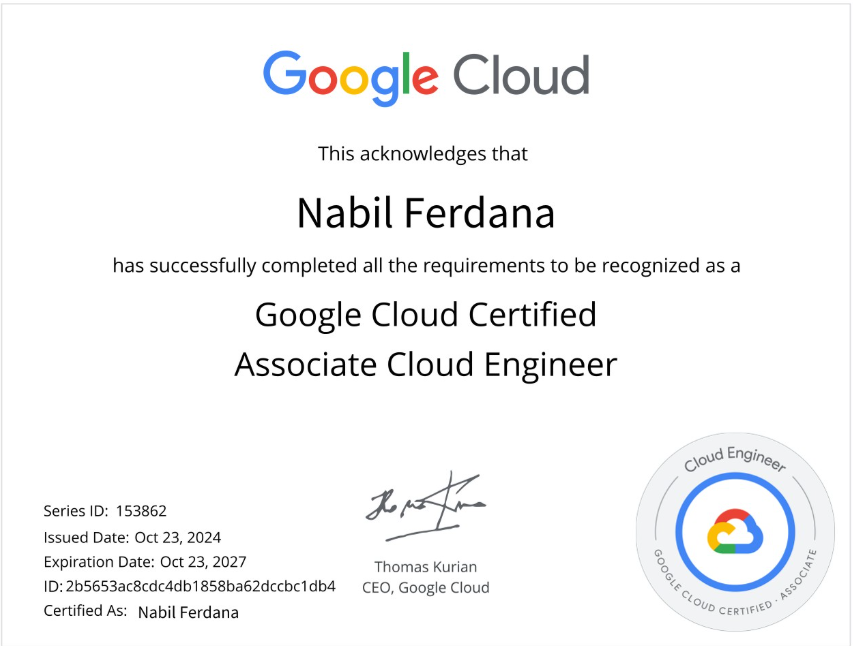 Google Cloud
This acknowledges that
Nabil Ferdana
has successfully completed all the requirements to be recognized as a
Google Cloud Certified
Associate Cloud Engineer
Series ID: 153862
Issued Date: Oct 23, 2024
Expiration Date: Oct 23, 2027
ID: 2b5653ac8cdc4db1858ba62dccbc1db4
Certified As: Nabil Ferdana
Thomas Kurian
CEO, Google Cloud
Cloud Engineer
GOOGLE CLOUD CERTIFIED · ASSOCIATE